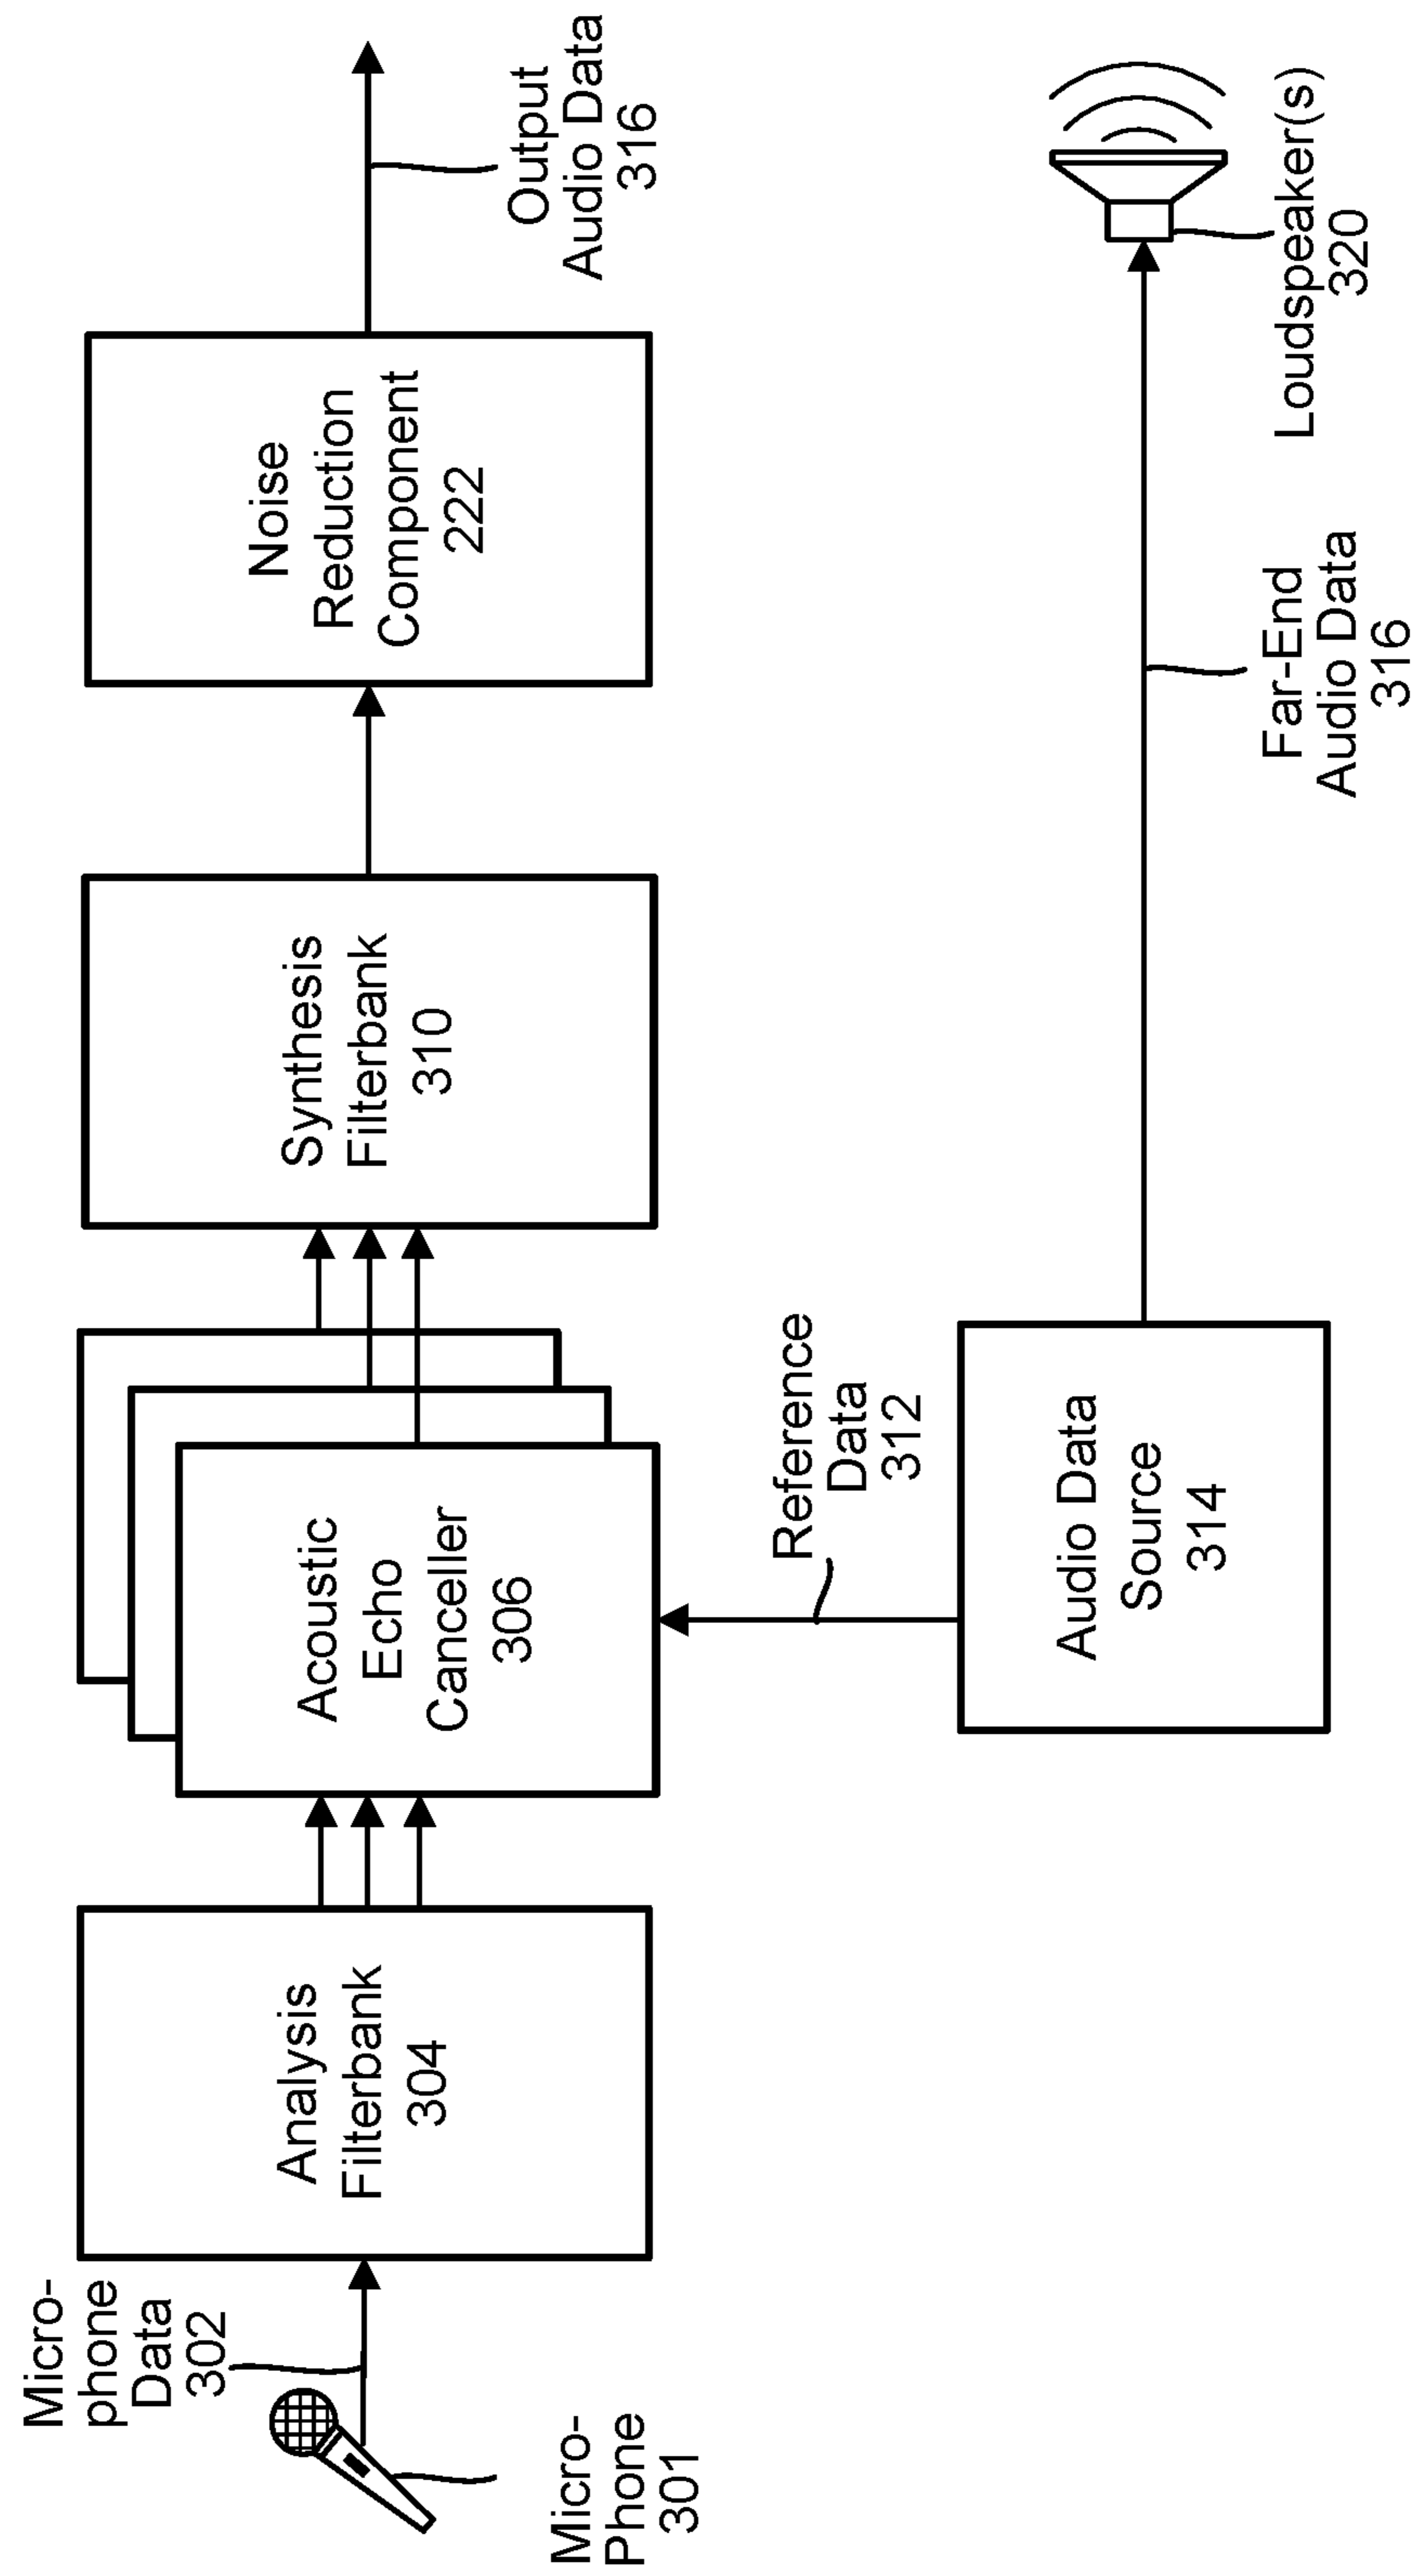 Micro-
phone
Data
302
Micro-
Phone
301
Analysis
Filterbank
304
Acoustic
Echo
Canceller
306
Synthesis
Filterbank
310
Noise
Reduction
Component
222
Output
Audio Data
316
Reference
Data
312
Audio Data
Source
314
Far-End
Audio Data
316
Loudspeaker(s)
320